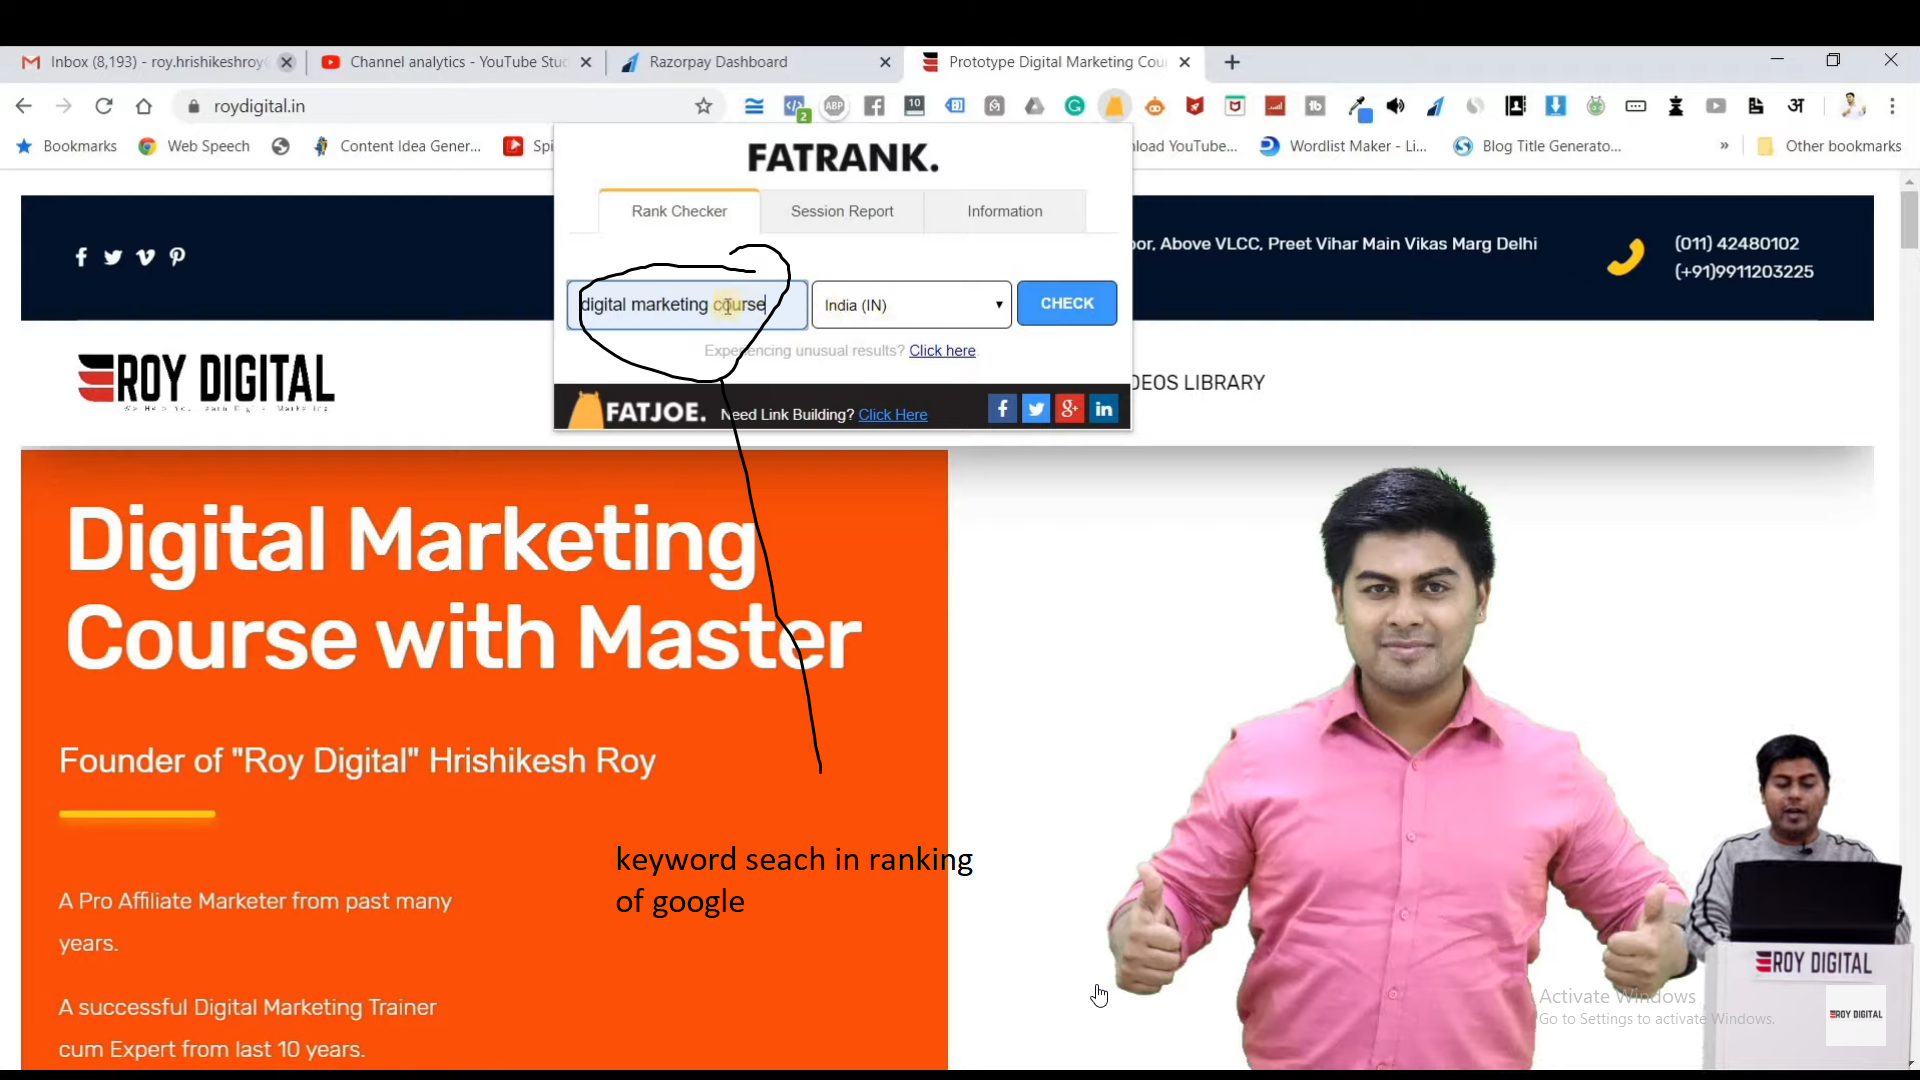 Inbox (8,193) - roy.hrishikeshroy@
Channel analytics - YouTube Stu
Razorpay Dashboard
Prototype Digital Marketing Cou
roydigital.in
2
ABP
10
अ
Bookmarks
Web Speech
Content Idea Gener...
Spi
nload YouTube...
Wordlist Maker - Li...
Blog Title Generato...
»
Other bookmarks
FATRANK.
Rank Checker
Session Report
Information
oor, Above VLCC, Preet Vihar Main Vikas Marg Delhi
(011) 42480102
(+91)9911203225
digital marketing course
India (IN)
CHECK
Experiencing unusual results? Click here
ROY DIGITAL
DEOS LIBRARY
FATJOE.
Need Link Building? Click Here
Digital Marketing
Course with Master
Founder of "Roy Digital" Hrishikesh Roy
keyword seach in ranking
of google
A Pro Affiliate Marketer from past many
years.
A successful Digital Marketing Trainer
cum Expert from last 10 years.
ROY DIGITAL
Activate Windows
Go to Settings to activate Windows.
ROY DIGITAL